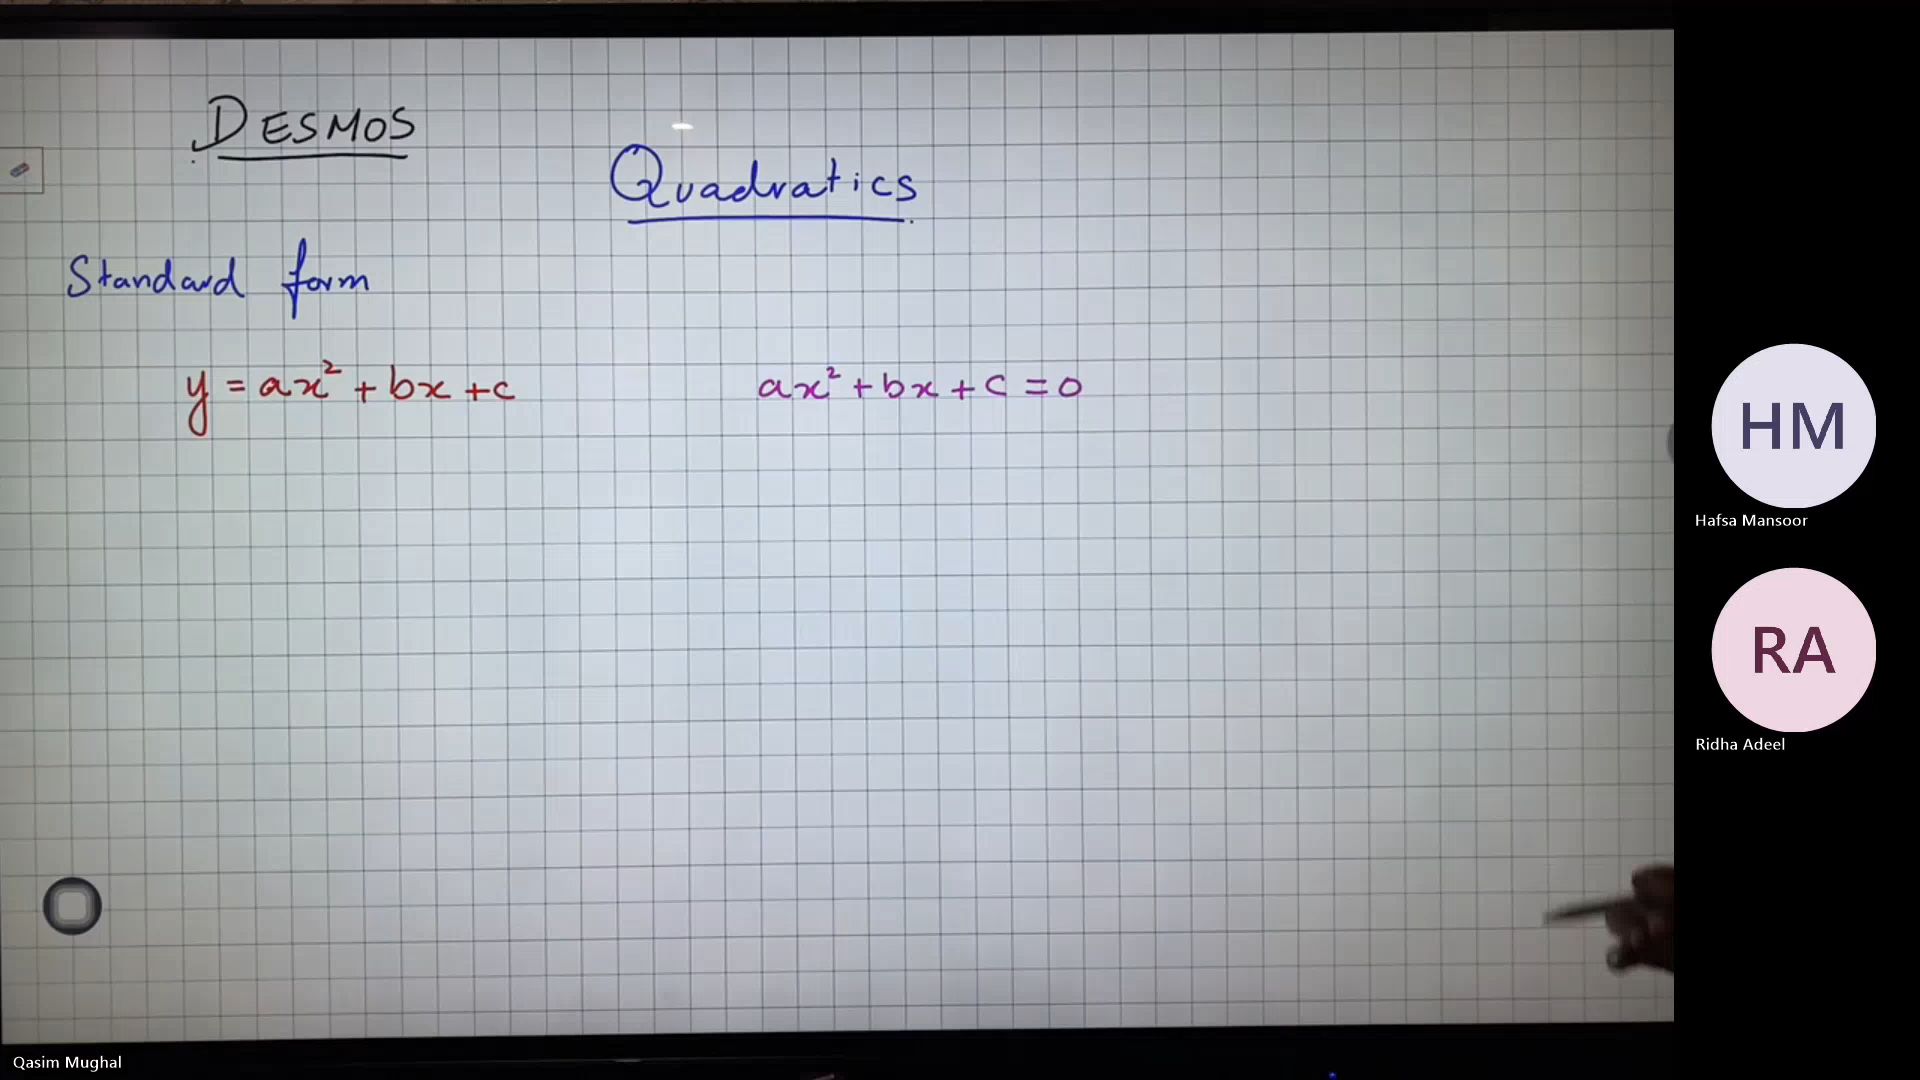 DESMOS
Quadratics
Standard form
y = ax² + bx + c
ax² + bx + c = 0
HM
Hafsa Mansoor
RA
Ridha Adeel
Qasim Mughal